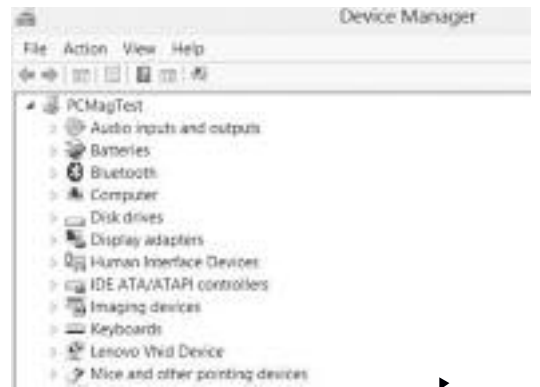 Device Manager
File Action View Help
PCMagTest
Audio inputs and outputs
Batteries
Bluetooth
Computer
Disk drives
Display adapters
Human Interface Devices
IDE ATA/ATAPI controllers
Imaging devices
Keyboards
Lenovo Vhid Device
Mice and other pointing devices